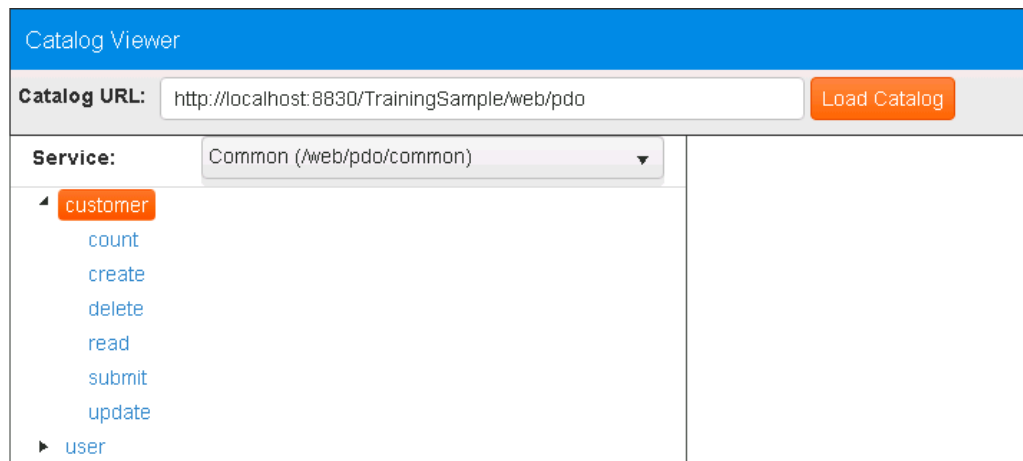 Catalog Viewer
Catalog URL: http://localhost:8830/TrainingSample/web/pdo Load Catalog
Service: Common (/web/pdo/common)
customer
count
create
delete
read
submit
update
user